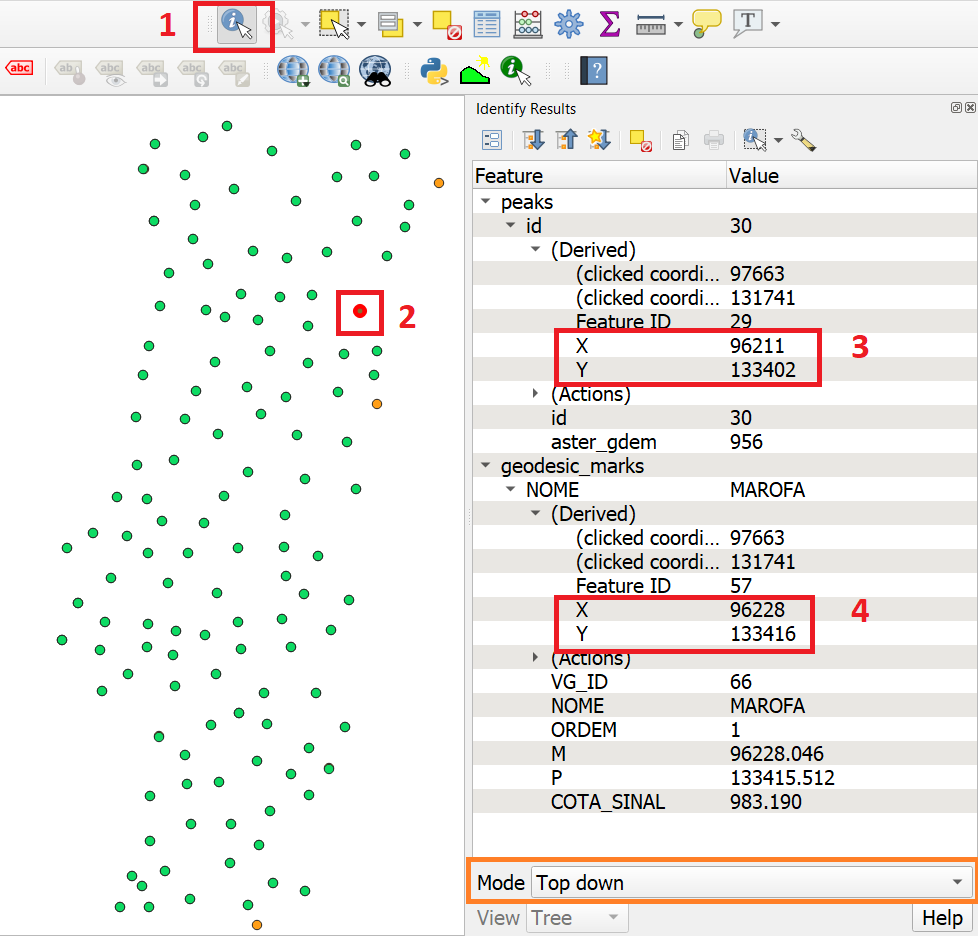 1
T
abc
abc
abc
abc
abc
abc
?
Identify Results
Feature Value
peaks
id 30
(Derived)
(clicked coordi... 97663
(clicked coordi... 131741
Feature ID 29
X 96211
Y 133402
3
(Actions)
id 30
aster_gdem 956
2
geodesic_marks
NOME MAROFA
(Derived)
(clicked coordi... 97663
(clicked coordi... 131741
Feature ID 57
X 96228
Y 133416
4
(Actions)
VG_ID 66
NOME MAROFA
ORDEM 1
M 96228.046
P 133415.512
COTA_SINAL 983.190
Mode Top down
View Tree
Help